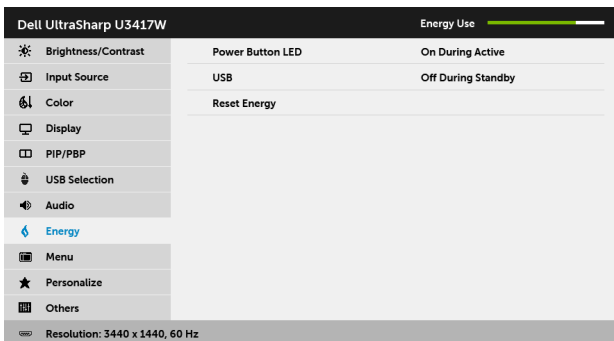 Dell UltraSharp U3417W Energy Use
Brightness/Contrast Power Button LED On During Active
Input Source USB Off During Standby
Color Reset Energy
Display
PIP/PBP
USB Selection
Audio
Energy
Menu
Personalize
Others
Resolution: 3440 x 1440, 60 Hz